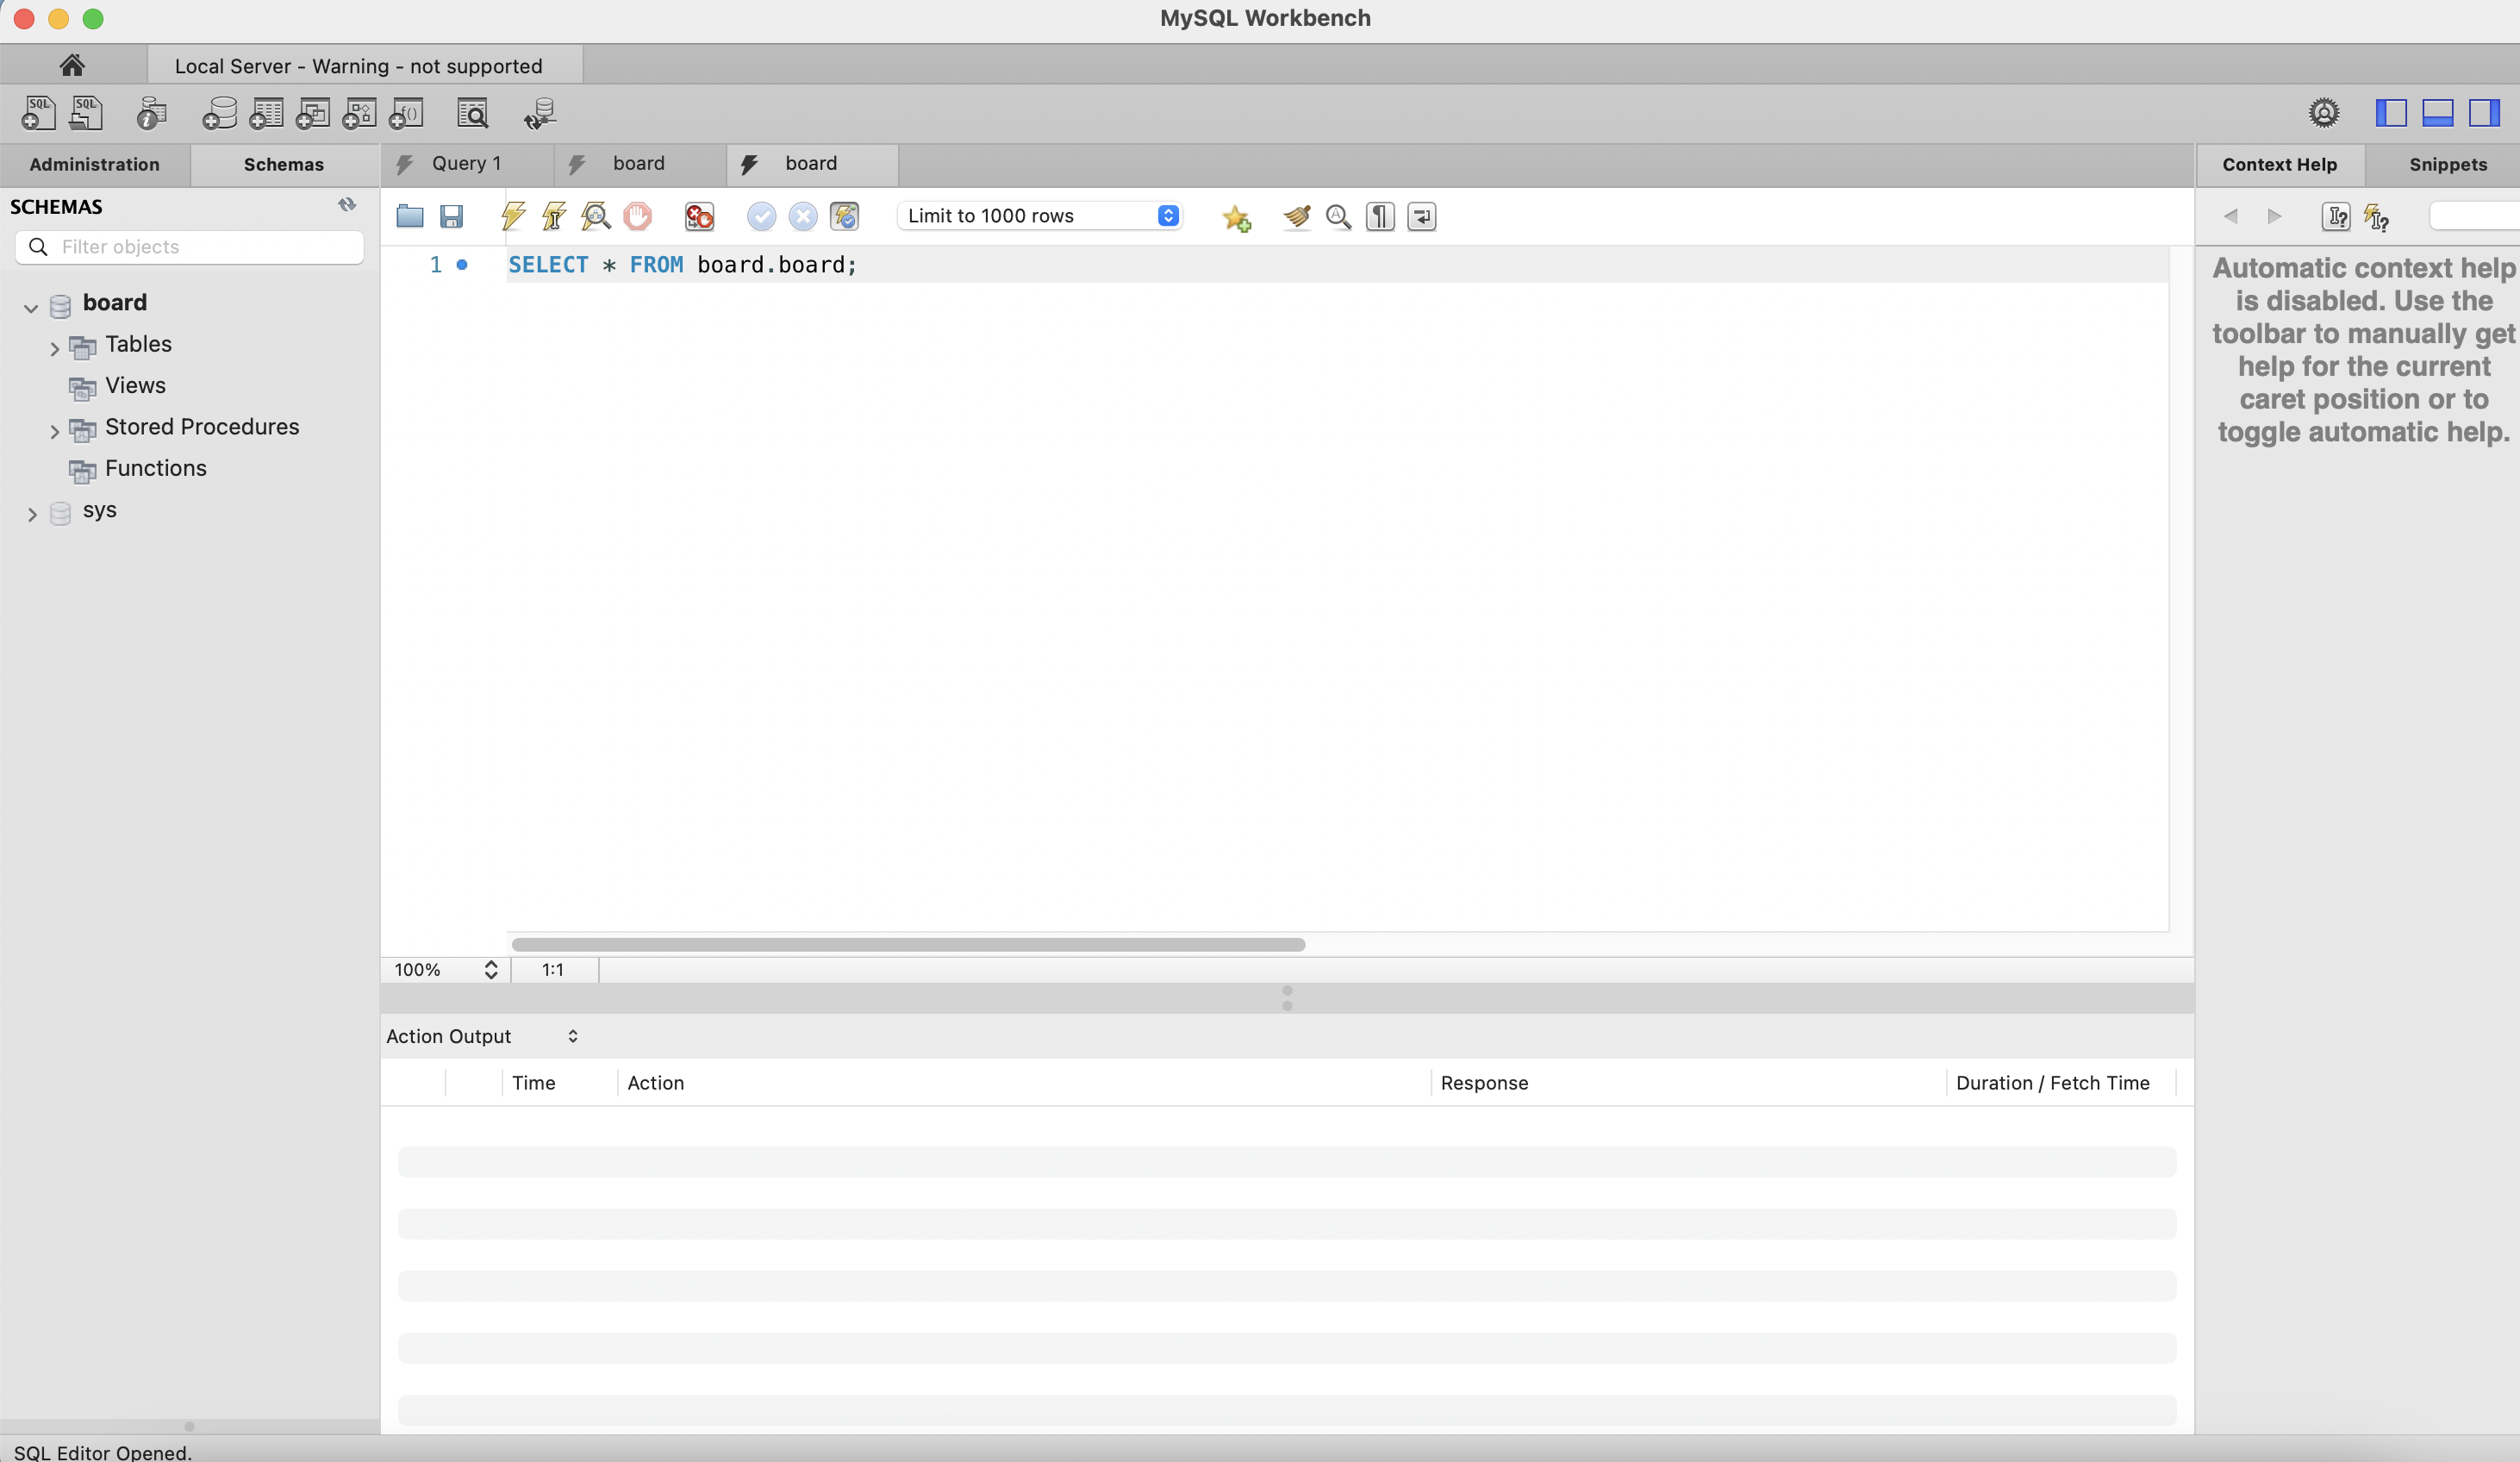 MySQL Workbench
Local Server - Warning - not supported
SQL SQL f()
Administration Schemas Query 1 board board Context Help Snippets
SCHEMAS
Limit to 1000 rows
Filter objects
1 SELECT * FROM board.board;
Automatic context help
is disabled. Use the
toolbar to manually get
help for the current
caret position or to
toggle automatic help.
board
Tables
Views
Stored Procedures
Functions
sys
100% 1:1
Action Output
Time Action Response Duration / Fetch Time
SQL Editor Opened.